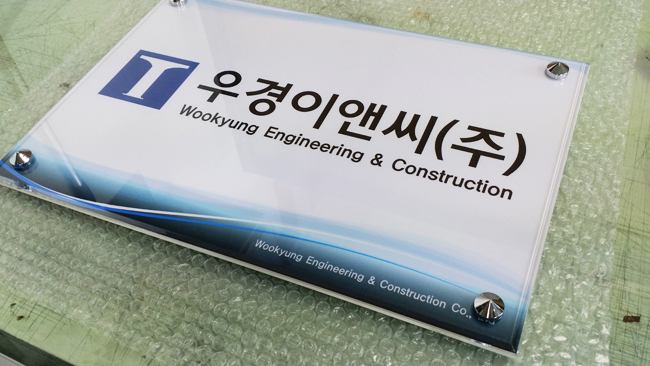 우경이앤씨(주)
Wookyung Engineering & Construction
Wookyung Engineering & Construction Co.,